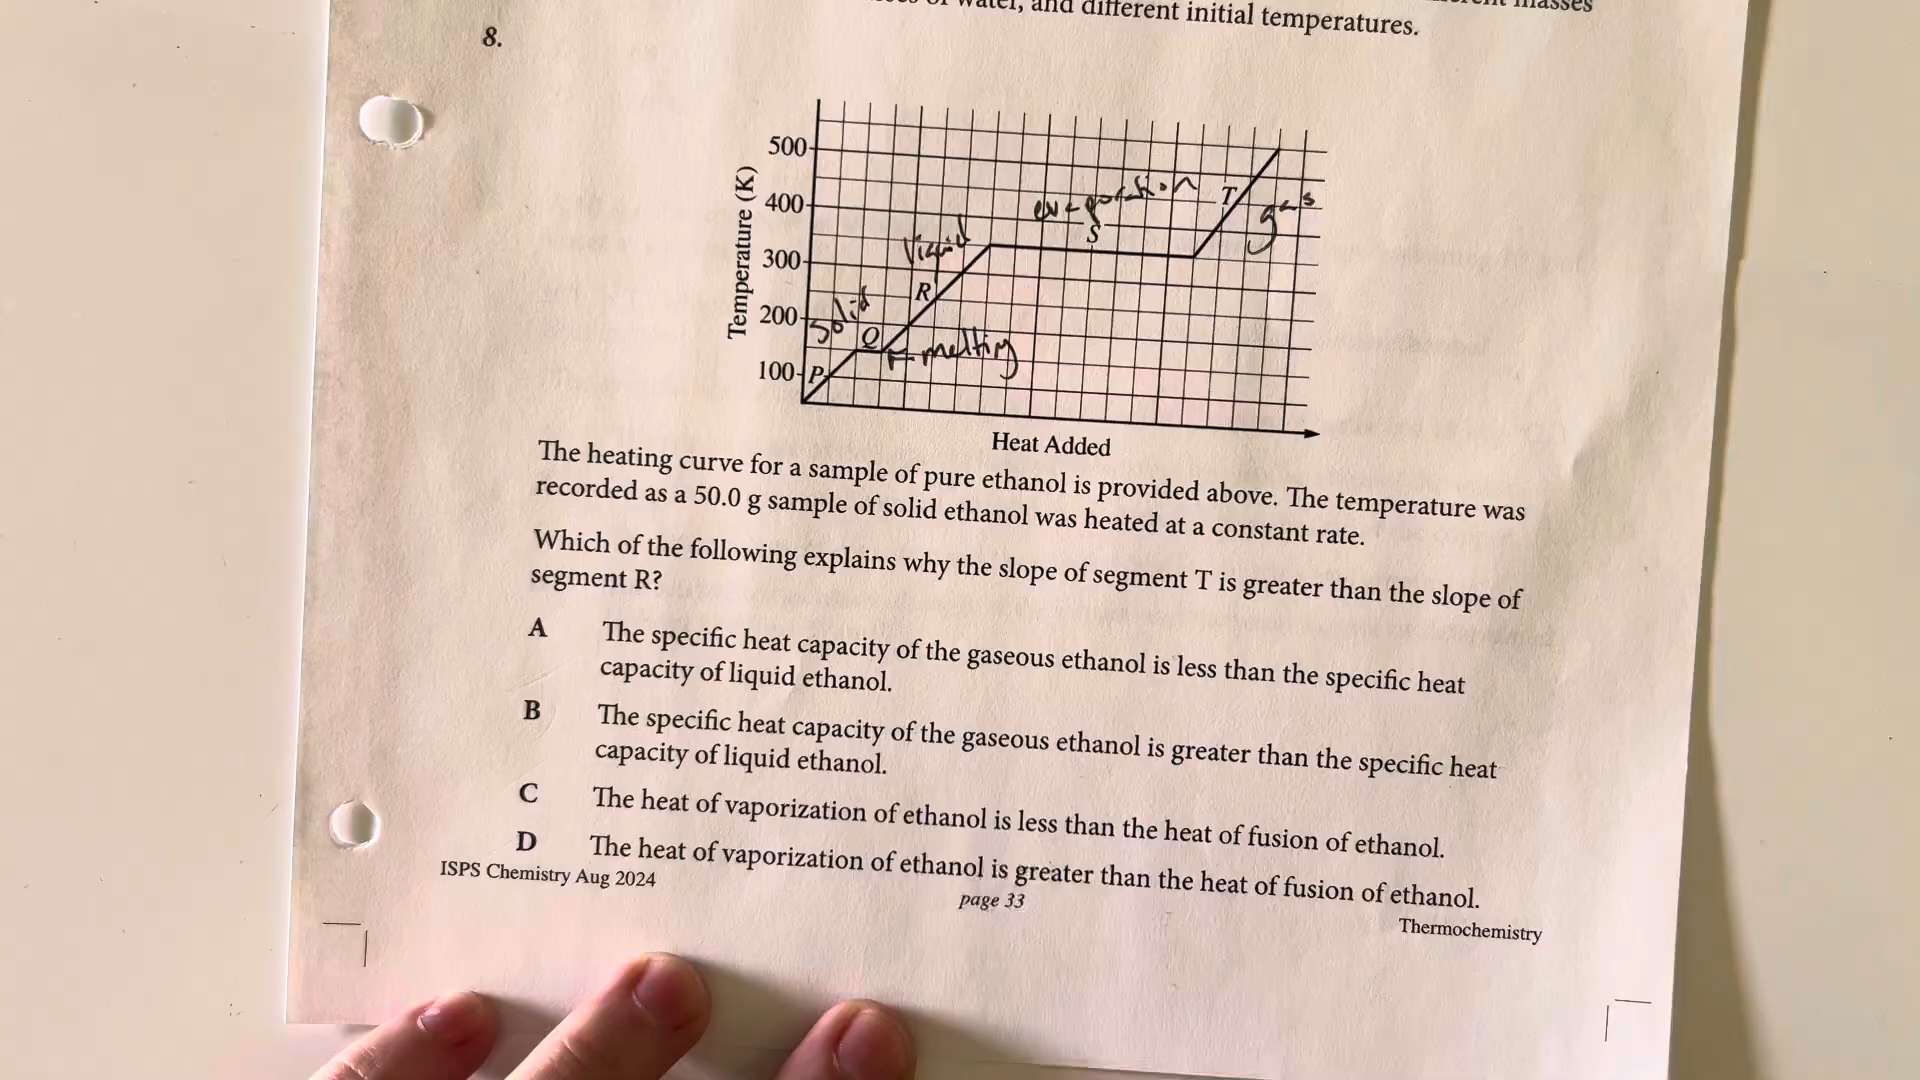 of water, and different initial temperatures.
8.
Temperature (K)
500
400
300
200
100
P
Q
R
S
T
solid
melting
liquid
evaporation
gas
Heat Added
The heating curve for a sample of pure ethanol is provided above. The temperature was
recorded as a 50.0 g sample of solid ethanol was heated at a constant rate.
Which of the following explains why the slope of segment T is greater than the slope of
segment R?
A The specific heat capacity of the gaseous ethanol is less than the specific heat
capacity of liquid ethanol.
B The specific heat capacity of the gaseous ethanol is greater than the specific heat
capacity of liquid ethanol.
C The heat of vaporization of ethanol is less than the heat of fusion of ethanol.
D The heat of vaporization of ethanol is greater than the heat of fusion of ethanol.
ISPS Chemistry Aug 2024
page 33
Thermochemistry